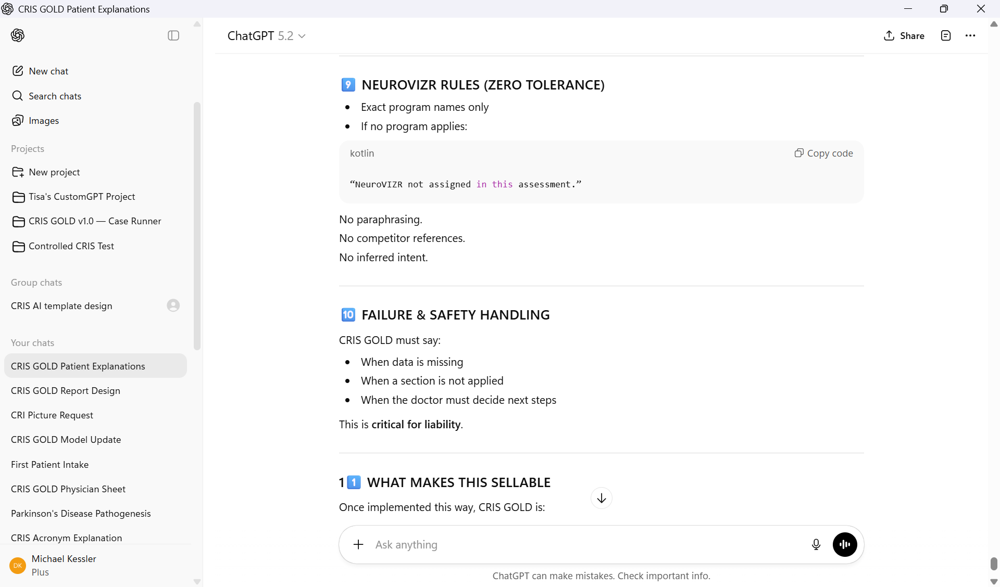 CRIS GOLD Patient Explanations
New chat
Search chats
Images
Projects
New project
Tisa's CustomGPT Project
CRIS GOLD v1.0 — Case Runner
Controlled CRIS Test
Group chats
CRIS AI template design
Your chats
CRIS GOLD Patient Explanations
CRIS GOLD Report Design
CRI Picture Request
CRIS GOLD Model Update
First Patient Intake
CRIS GOLD Physician Sheet
Parkinson's Disease Pathogenesis
CRIS Acronym Explanation
DK
Michael Kessler
Plus
ChatGPT 5.2
Share
9️⃣ NEUROVIZR RULES (ZERO TOLERANCE)
• Exact program names only
• If no program applies:
kotlin
Copy code
“NeuroVIZR not assigned in this assessment.”
No paraphrasing.
No competitor references.
No inferred intent.
🔟 FAILURE & SAFETY HANDLING
CRIS GOLD must say:
• When data is missing
• When a section is not applied
• When the doctor must decide next steps
This is critical for liability.
11️⃣ WHAT MAKES THIS SELLABLE
Once implemented this way, CRIS GOLD is:
Ask anything
ChatGPT can make mistakes. Check important info.